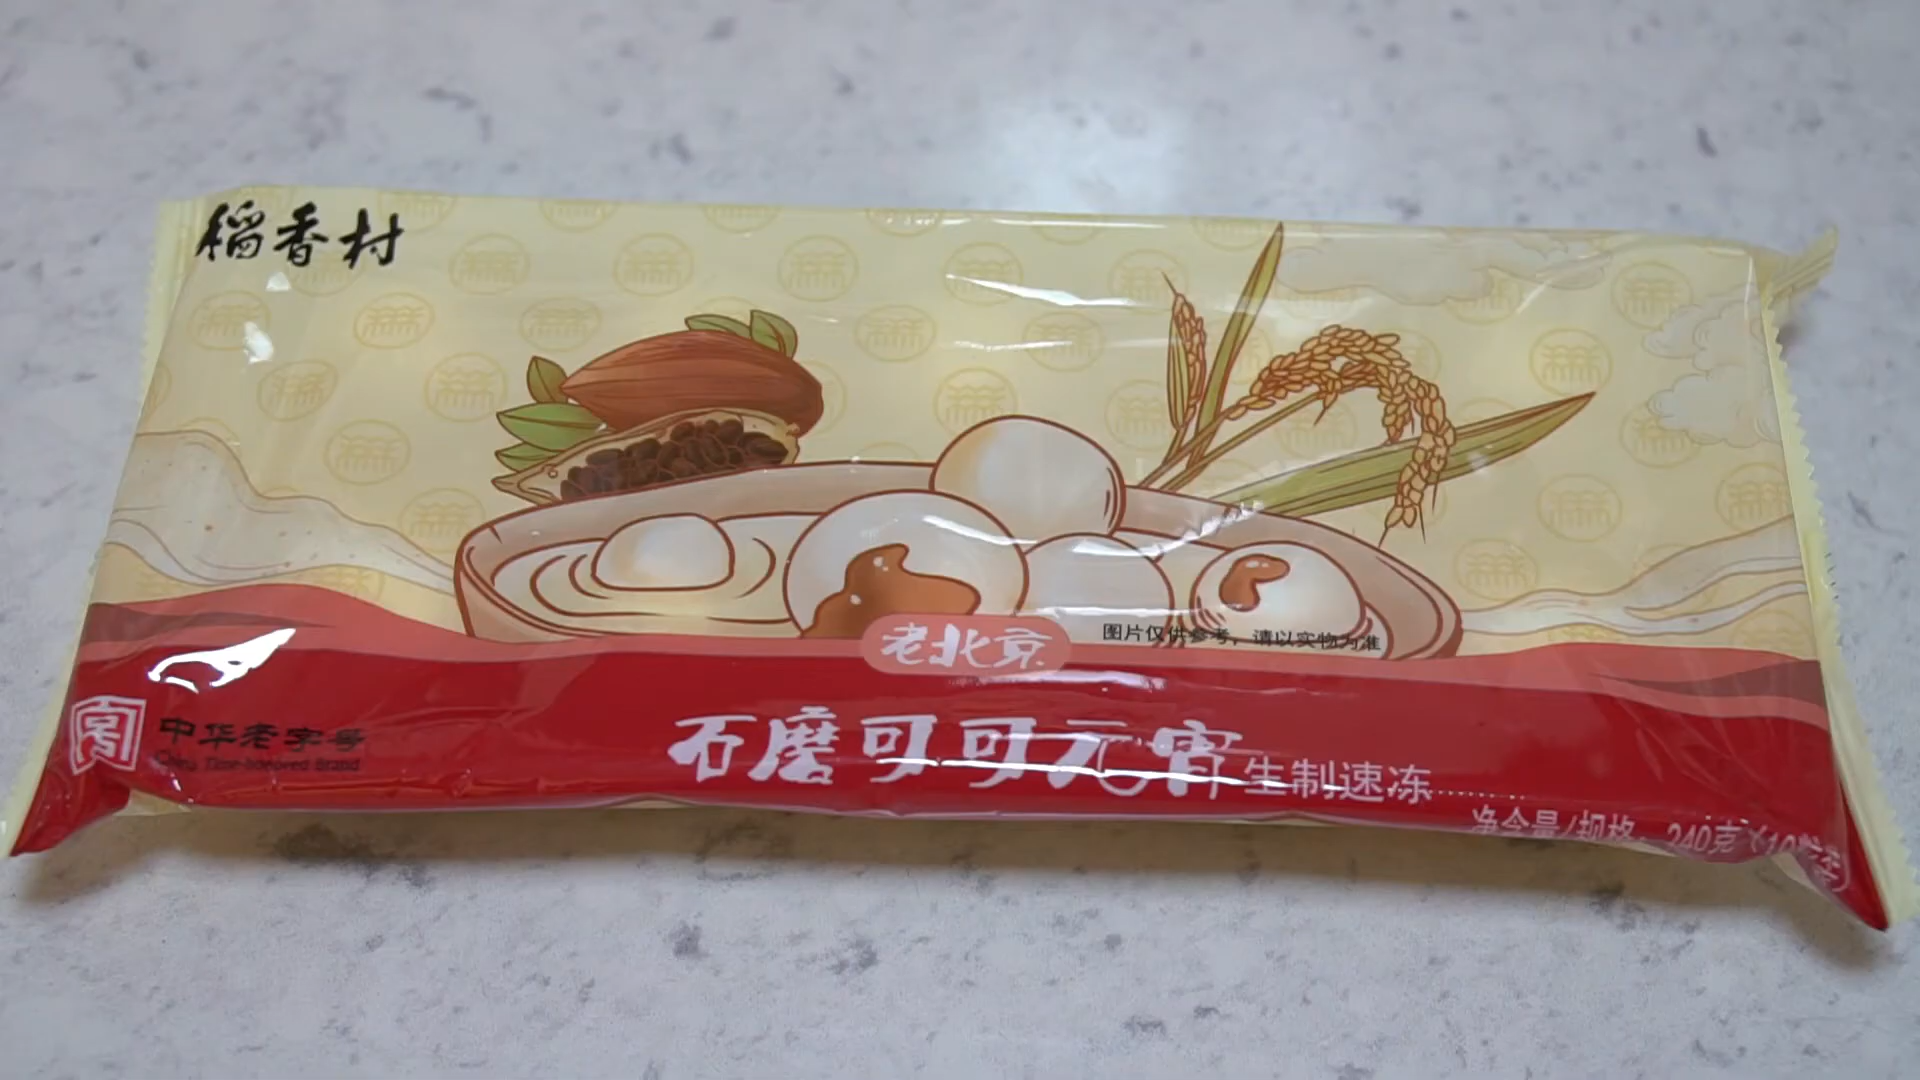 稻香村
老北京
图片仅供参考，请以实物为准
中华老字号
China Time-honored Brand
石磨可可元宵 生制速冻
净含量/规格：240克